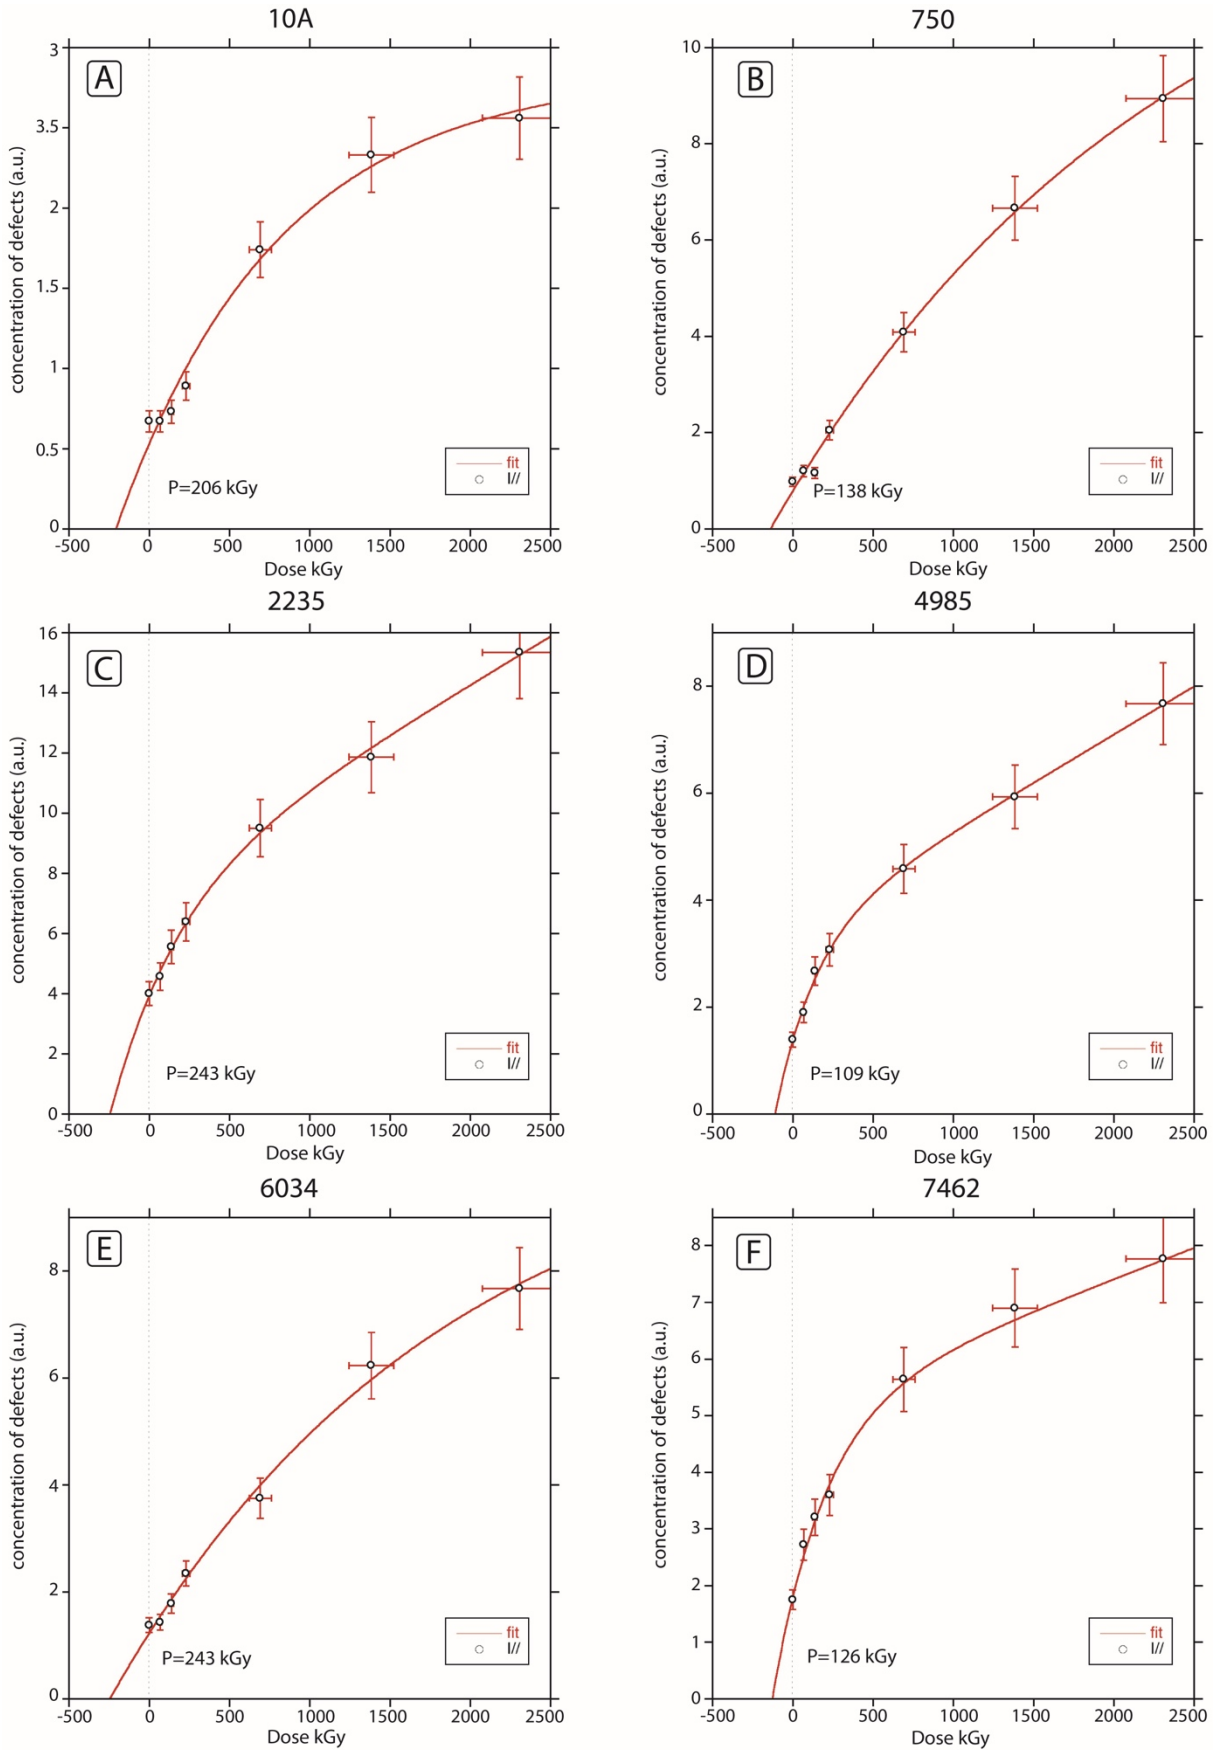 10A
A
3
3.5
2
1.5
1
0.5
0
concentration of defects (a.u.)
P=206 kGy
fit
I//
-500 0 500 1000 1500 2000 2500
Dose kGy
750
B
10
8
6
4
2
0
concentration of defects (a.u.)
P=138 kGy
fit
I//
-500 0 500 1000 1500 2000 2500
Dose kGy
2235
C
16
14
12
10
8
6
4
2
0
concentration of defects (a.u.)
P=243 kGy
fit
I//
-500 0 500 1000 1500 2000 2500
Dose kGy
4985
D
8
6
4
2
0
concentration of defects (a.u.)
P=109 kGy
fit
I//
-500 0 500 1000 1500 2000 2500
Dose kGy
6034
E
8
6
4
2
0
concentration of defects (a.u.)
P=243 kGy
fit
I//
-500 0 500 1000 1500 2000 2500
Dose kGy
7462
F
8
7
6
5
4
3
2
1
0
concentration of defects (a.u.)
P=126 kGy
fit
I//
-500 0 500 1000 1500 2000 2500
Dose kGy